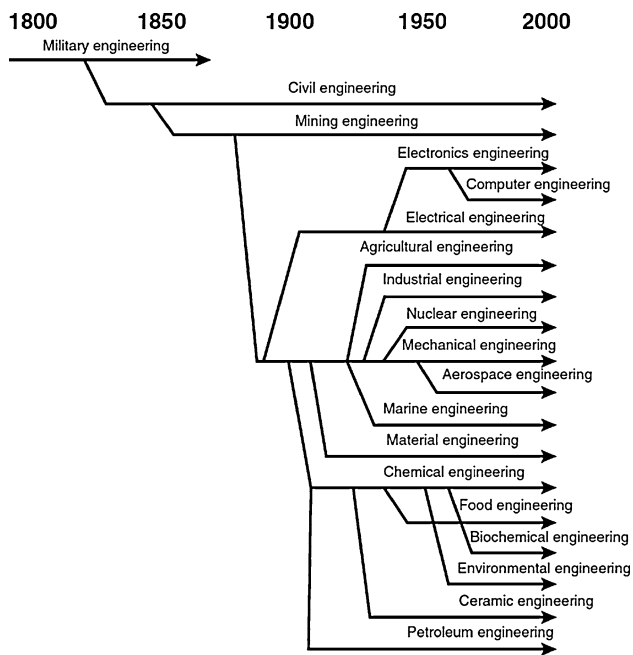 1800 1850 1900 1950 2000
Military engineering
Civil engineering
Mining engineering
Electronics engineering
Computer engineering
Electrical engineering
Agricultural engineering
Industrial engineering
Nuclear engineering
Mechanical engineering
Aerospace engineering
Marine engineering
Material engineering
Chemical engineering
Food engineering
Biochemical engineering
Environmental engineering
Ceramic engineering
Petroleum engineering